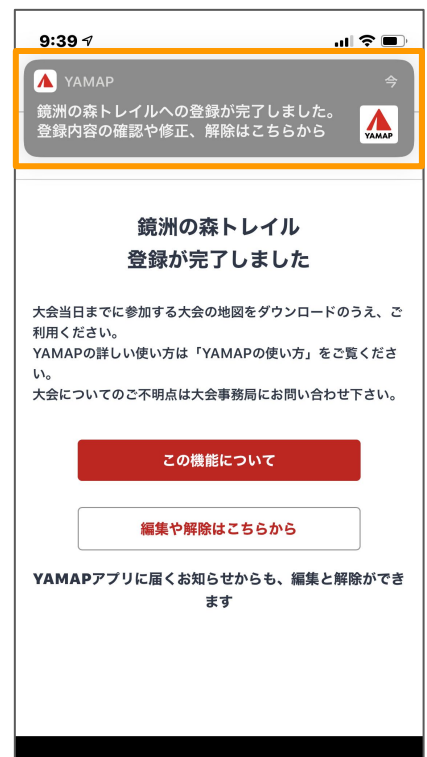 9:39
YAMAP
今
鏡洲の森トレイルへの登録が完了しました。
登録内容の確認や修正、解除はこちらから
YAMAP
鏡洲の森トレイル
登録が完了しました
大会当日までに参加する大会の地図をダウンロードのうえ、ご
利用ください。
YAMAPの詳しい使い方は「YAMAPの使い方」をご覧くださ
い。
大会についてのご不明点は大会事務局にお問い合わせ下さい。
この機能について
編集や解除はこちらから
YAMAPアプリに届くお知らせからも、編集と解除ができ
ます